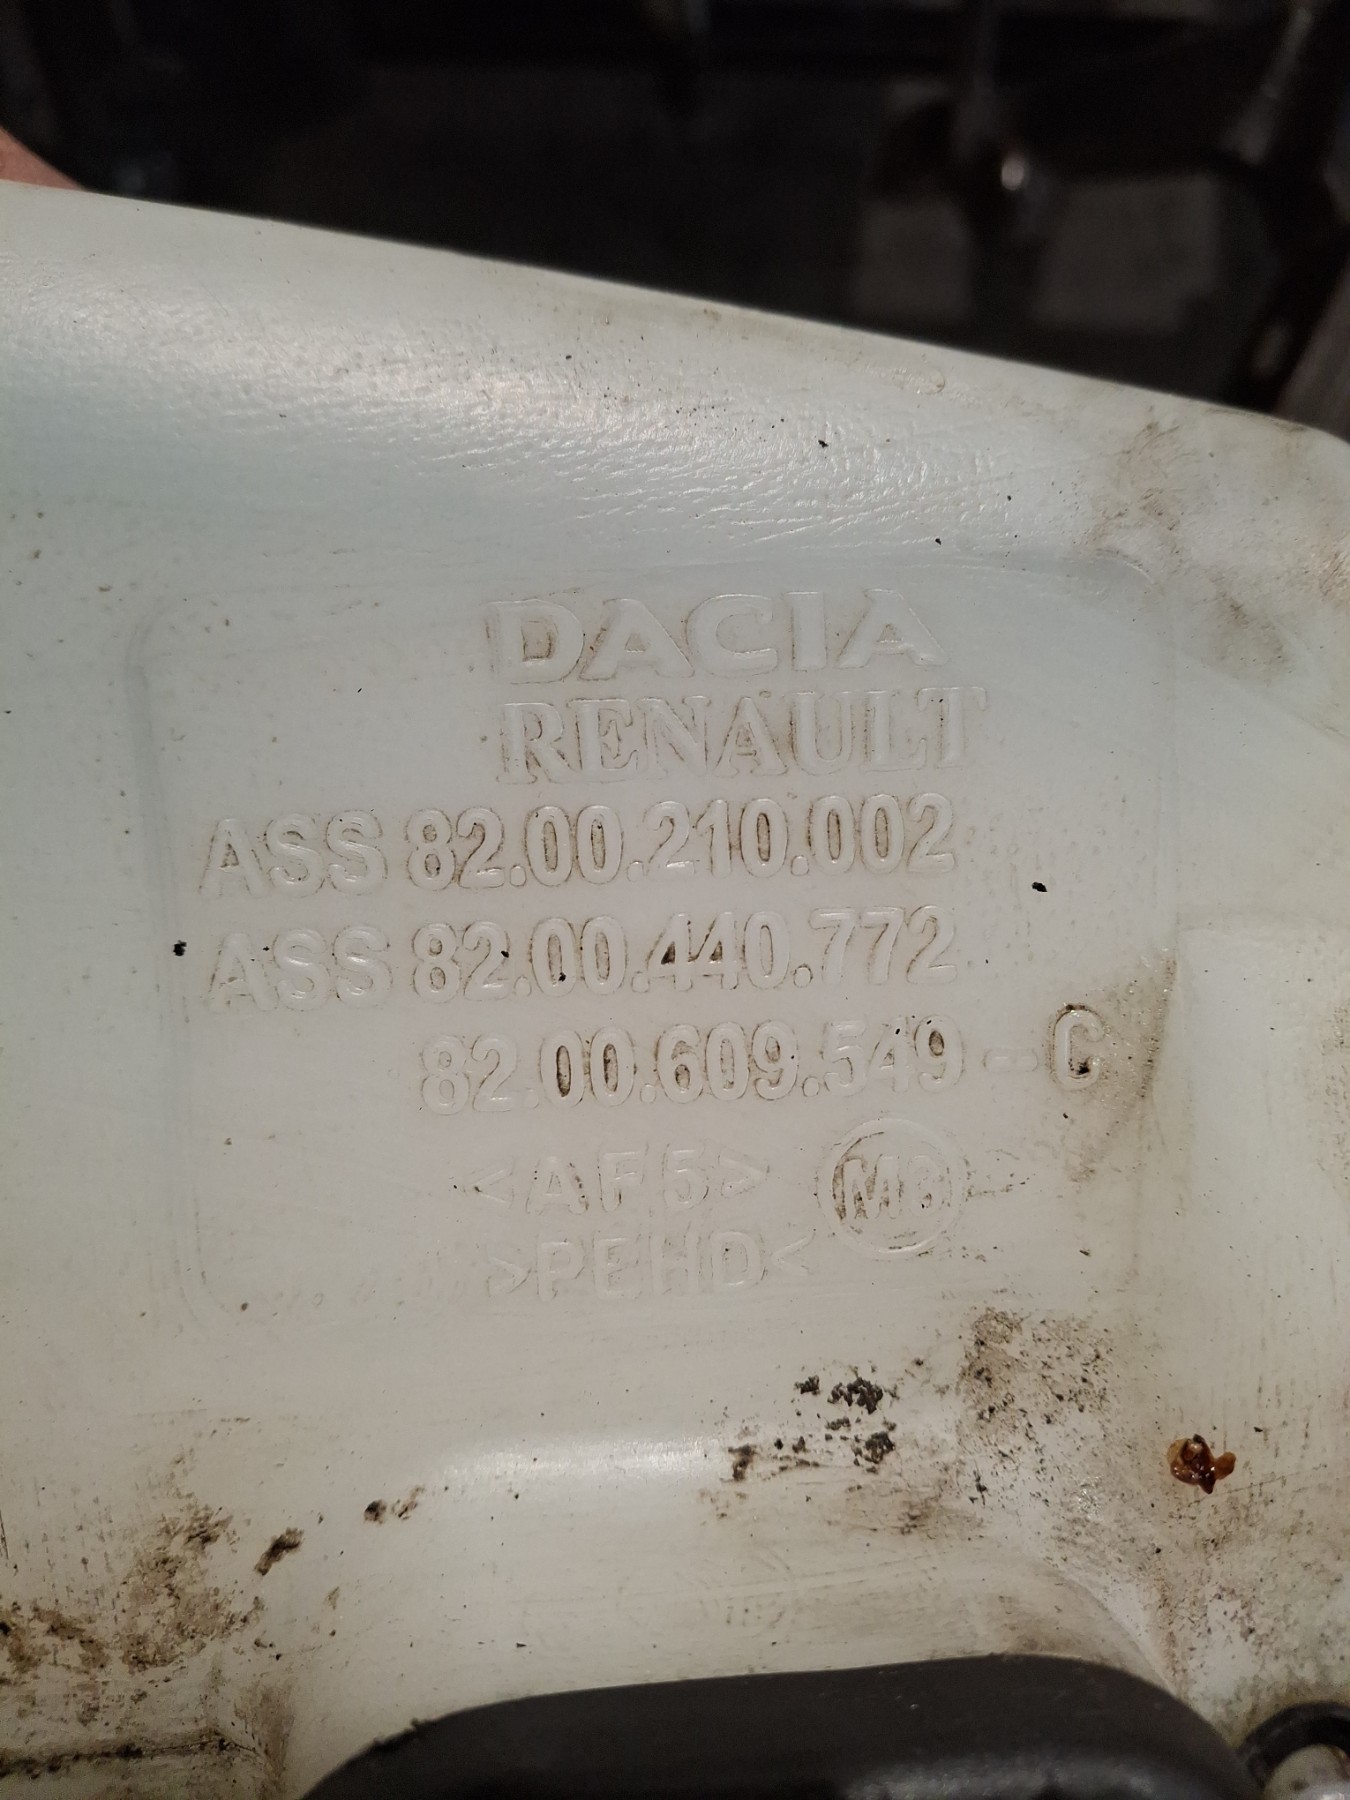 DACIA
RENAULT
ASS 82.00.210.002
ASS 82.00.440.772
82.00.609.549 - C
<AF5>
>PEHD<